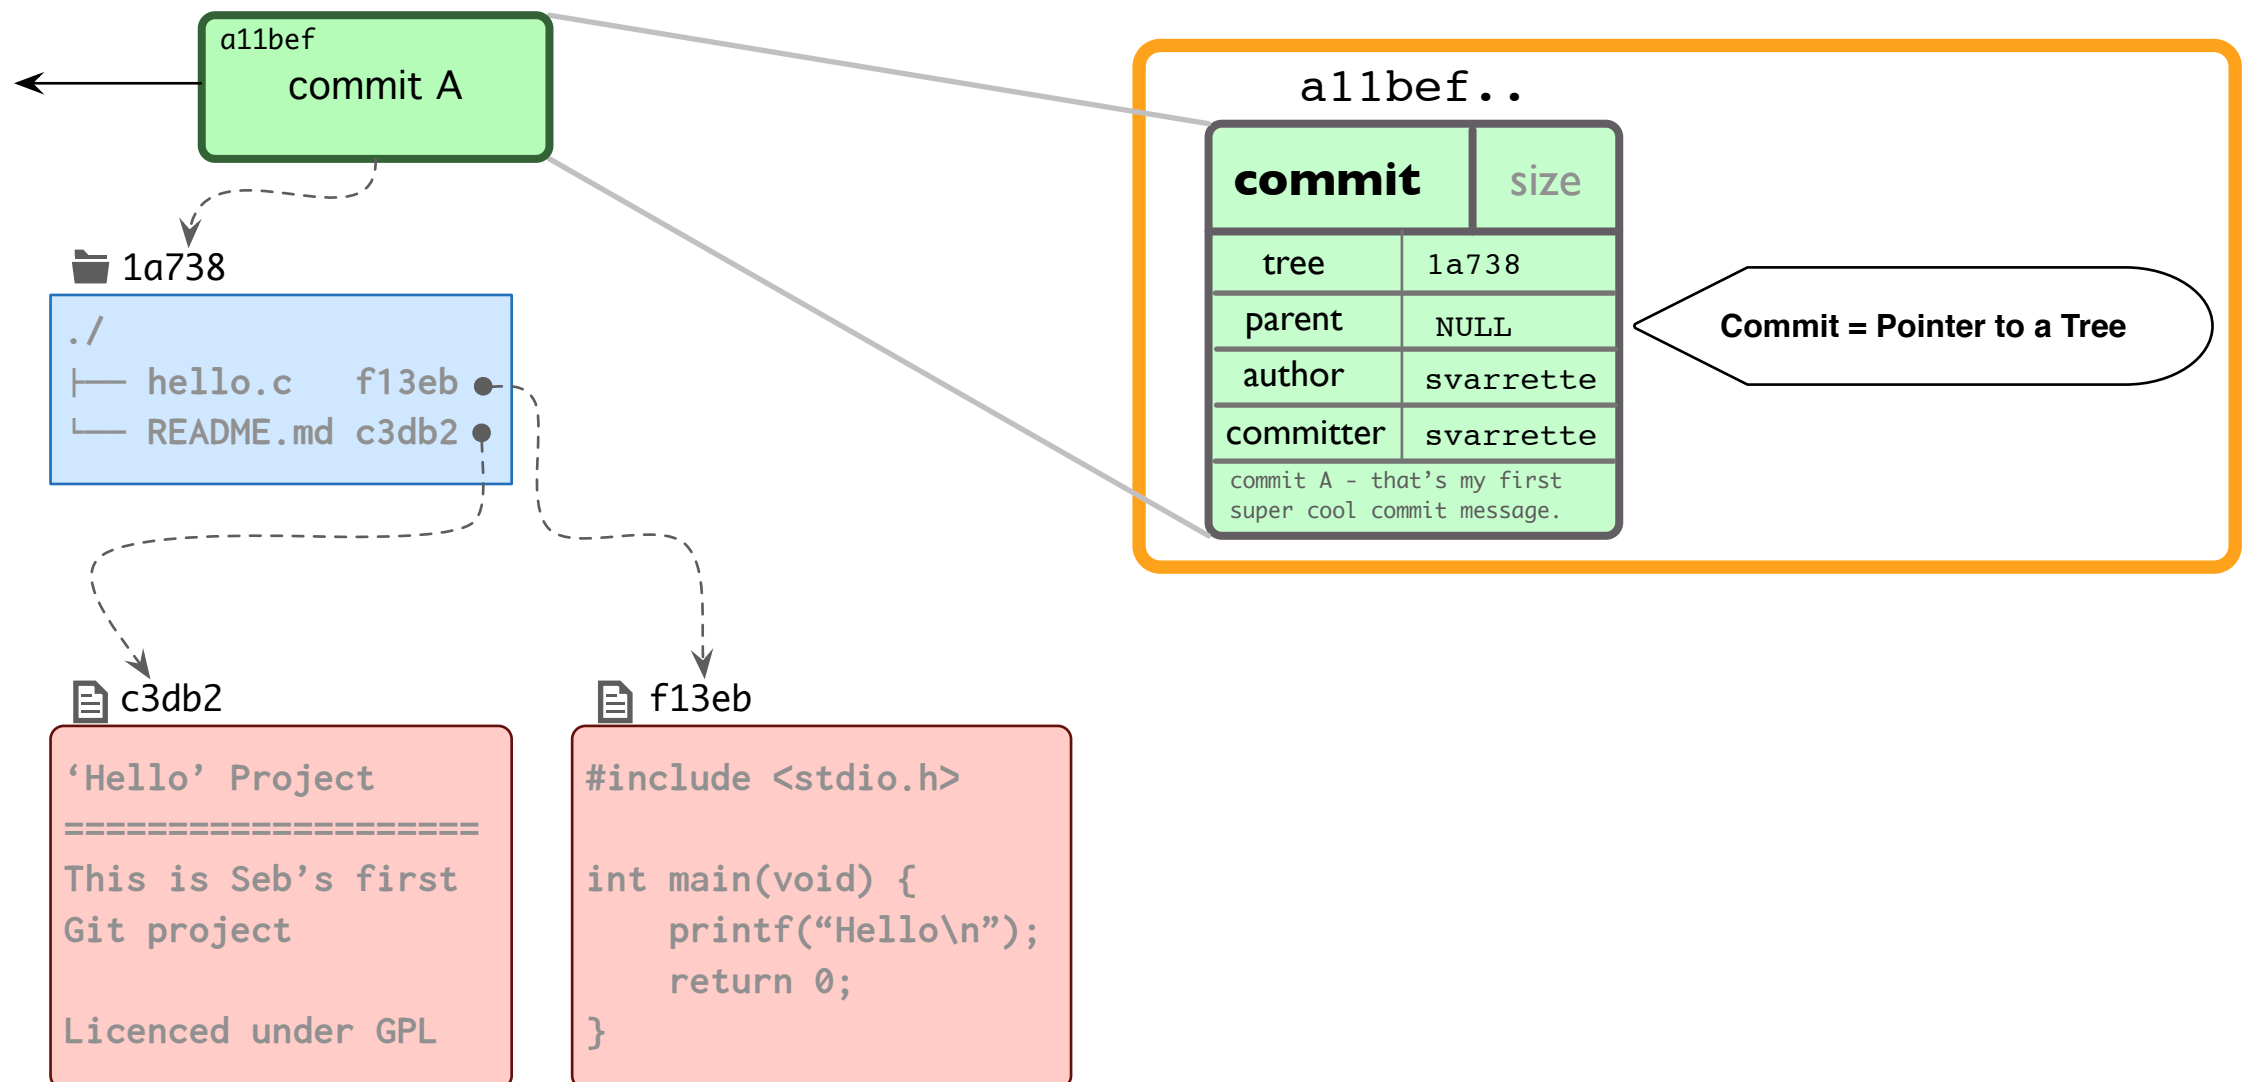 a11bef
commit A
1a738
./
├── hello.c   f13eb
└── README.md c3db2
c3db2
‘Hello’ Project
====================
This is Seb’s first
Git project
Licenced under GPL
f13eb
#include <stdio.h>
int main(void) {
    printf(“Hello\n”);
    return 0;
}
a11bef..
commit size
tree 1a738
parent NULL
author svarrette
committer svarrette
commit A - that’s my first
super cool commit message.
Commit = Pointer to a Tree